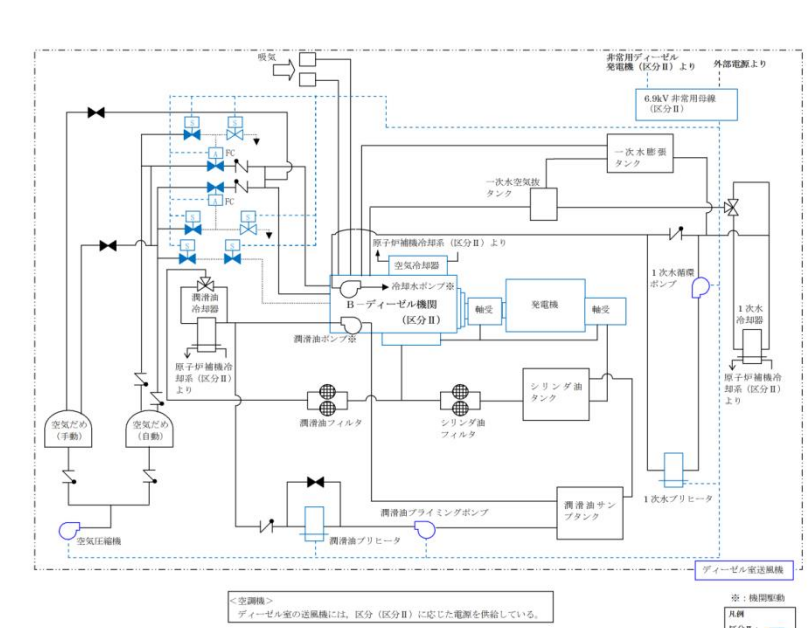 吸気
非常用ディーゼル
発電機（区分Ⅱ）より
外部電源より
6.9kV 非常用母線
（区分Ⅱ）
S
S
A
FC
A
FC
S
S
S
S
一次水膨張
タンク
一次水空気抜
タンク
原子炉補機冷却系（区分Ⅱ）より
空気冷却器
冷却水ポンプ※
B－ディーゼル機関
（区分Ⅱ）
軸受
発電機
軸受
1次水循環
ポンプ
1次水
冷却器
潤滑油
冷却器
潤滑油ポンプ※
原子炉補機冷
却系（区分Ⅱ）
より
原子炉補機冷
却系（区分Ⅱ）
より
シリンダ油
タンク
空気だめ
（手動）
空気だめ
（自動）
潤滑油フィルタ
シリンダ油
フィルタ
1次水プリヒータ
潤滑油サン
プタンク
潤滑油プライミングポンプ
空気圧縮機
潤滑油プリヒータ
ディーゼル室送風機
＜空調機＞
ディーゼル室の送風機には、区分（区分Ⅱ）に応じた電源を供給している。
※：機関駆動
凡例